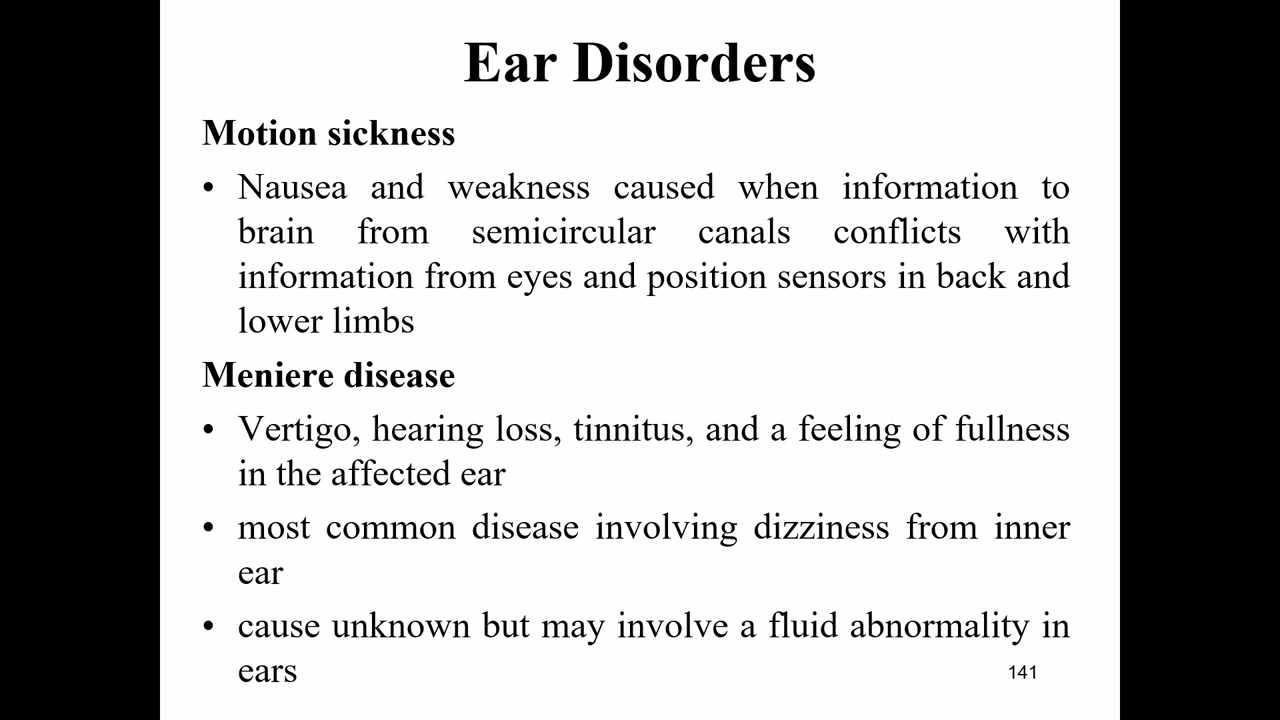 Ear Disorders
Motion sickness
• Nausea and weakness caused when information to
brain from semicircular canals conflicts with
information from eyes and position sensors in back and
lower limbs
Meniere disease
• Vertigo, hearing loss, tinnitus, and a feeling of fullness
in the affected ear
• most common disease involving dizziness from inner
ear
• cause unknown but may involve a fluid abnormality in
ears
141